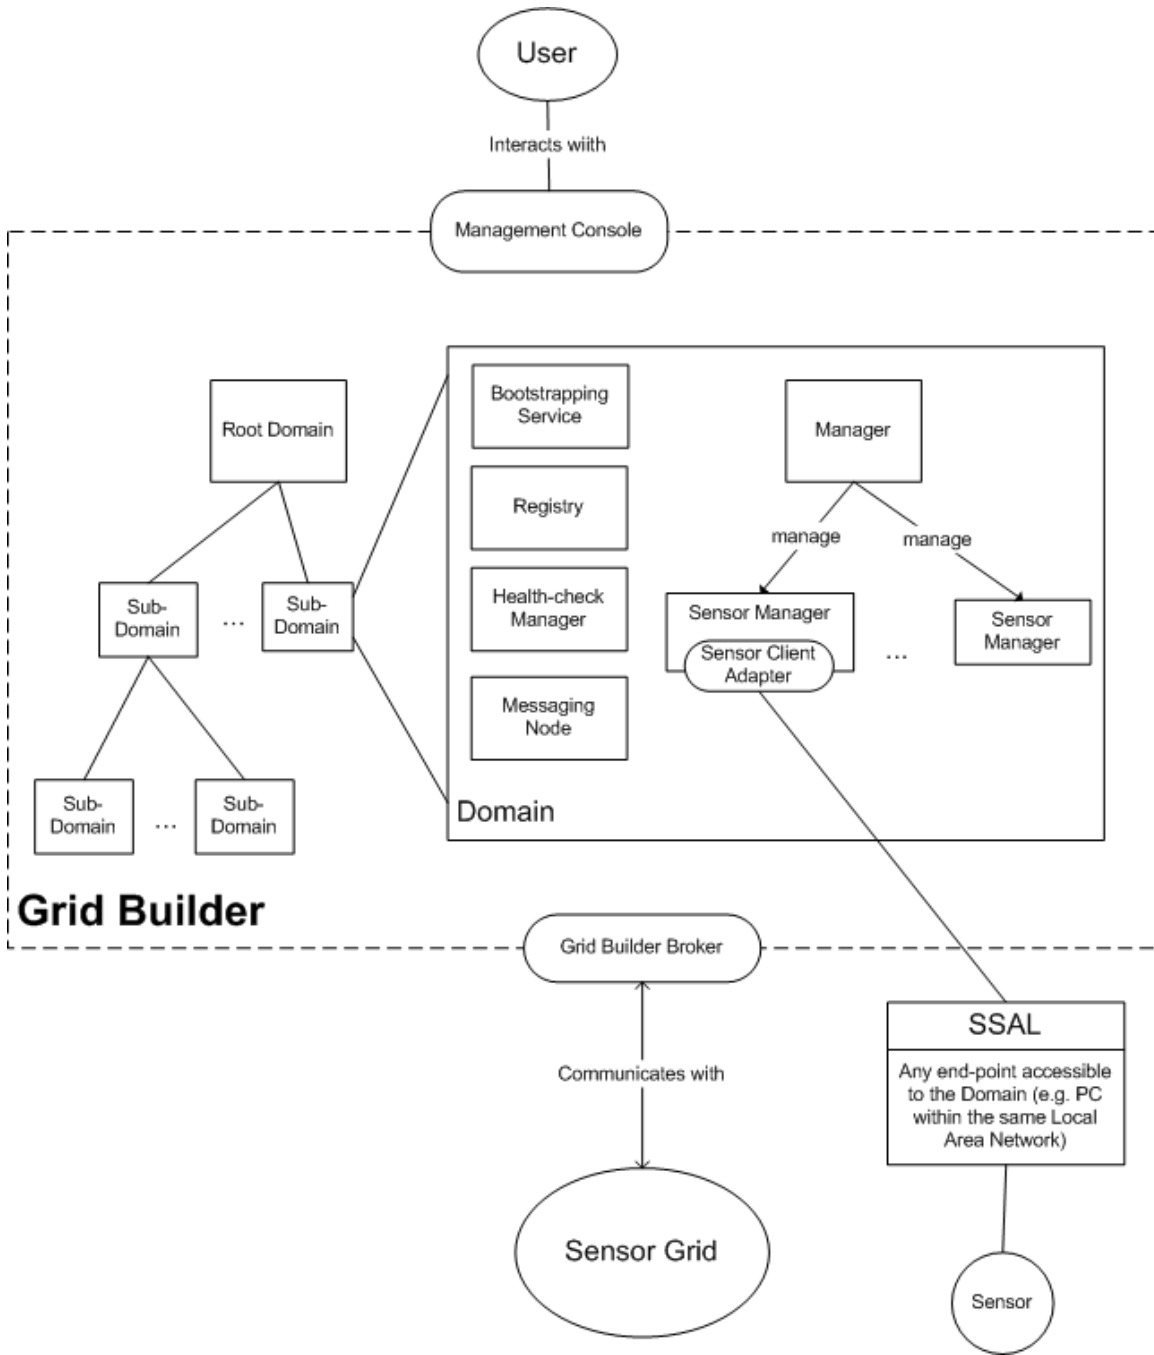 User
Interacts wiith
Management Console
Bootstrapping
Service
Root Domain
Manager
Registry
manage
manage
Sub-
Domain
...
Sub-
Domain
Health-check
Manager
Sensor Manager
Sensor Client
Adapter
...
Sensor
Manager
Messaging
Node
Sub-
Domain
...
Sub-
Domain
Domain
Grid Builder
Grid Builder Broker
Communicates with
SSAL
Any end-point accessible
to the Domain (e.g. PC
within the same Local
Area Network)
Sensor Grid
Sensor